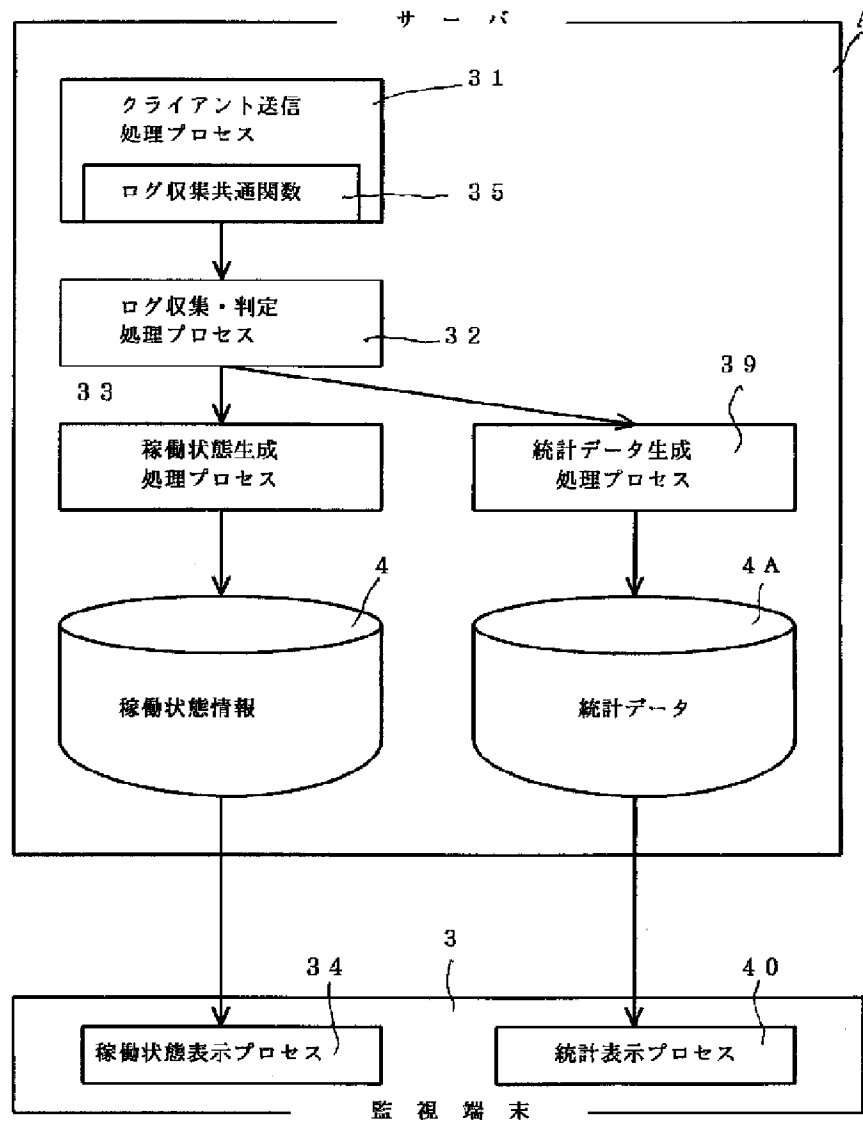 サーバ
31
クライアント送信
処理プロセス
ログ収集共通関数
35
ログ収集・判定
処理プロセス
32
33
39
稼働状態生成
処理プロセス
統計データ生成
処理プロセス
4
4A
稼働状態情報
統計データ
3
34
40
稼働状態表示プロセス
統計表示プロセス
監視端末